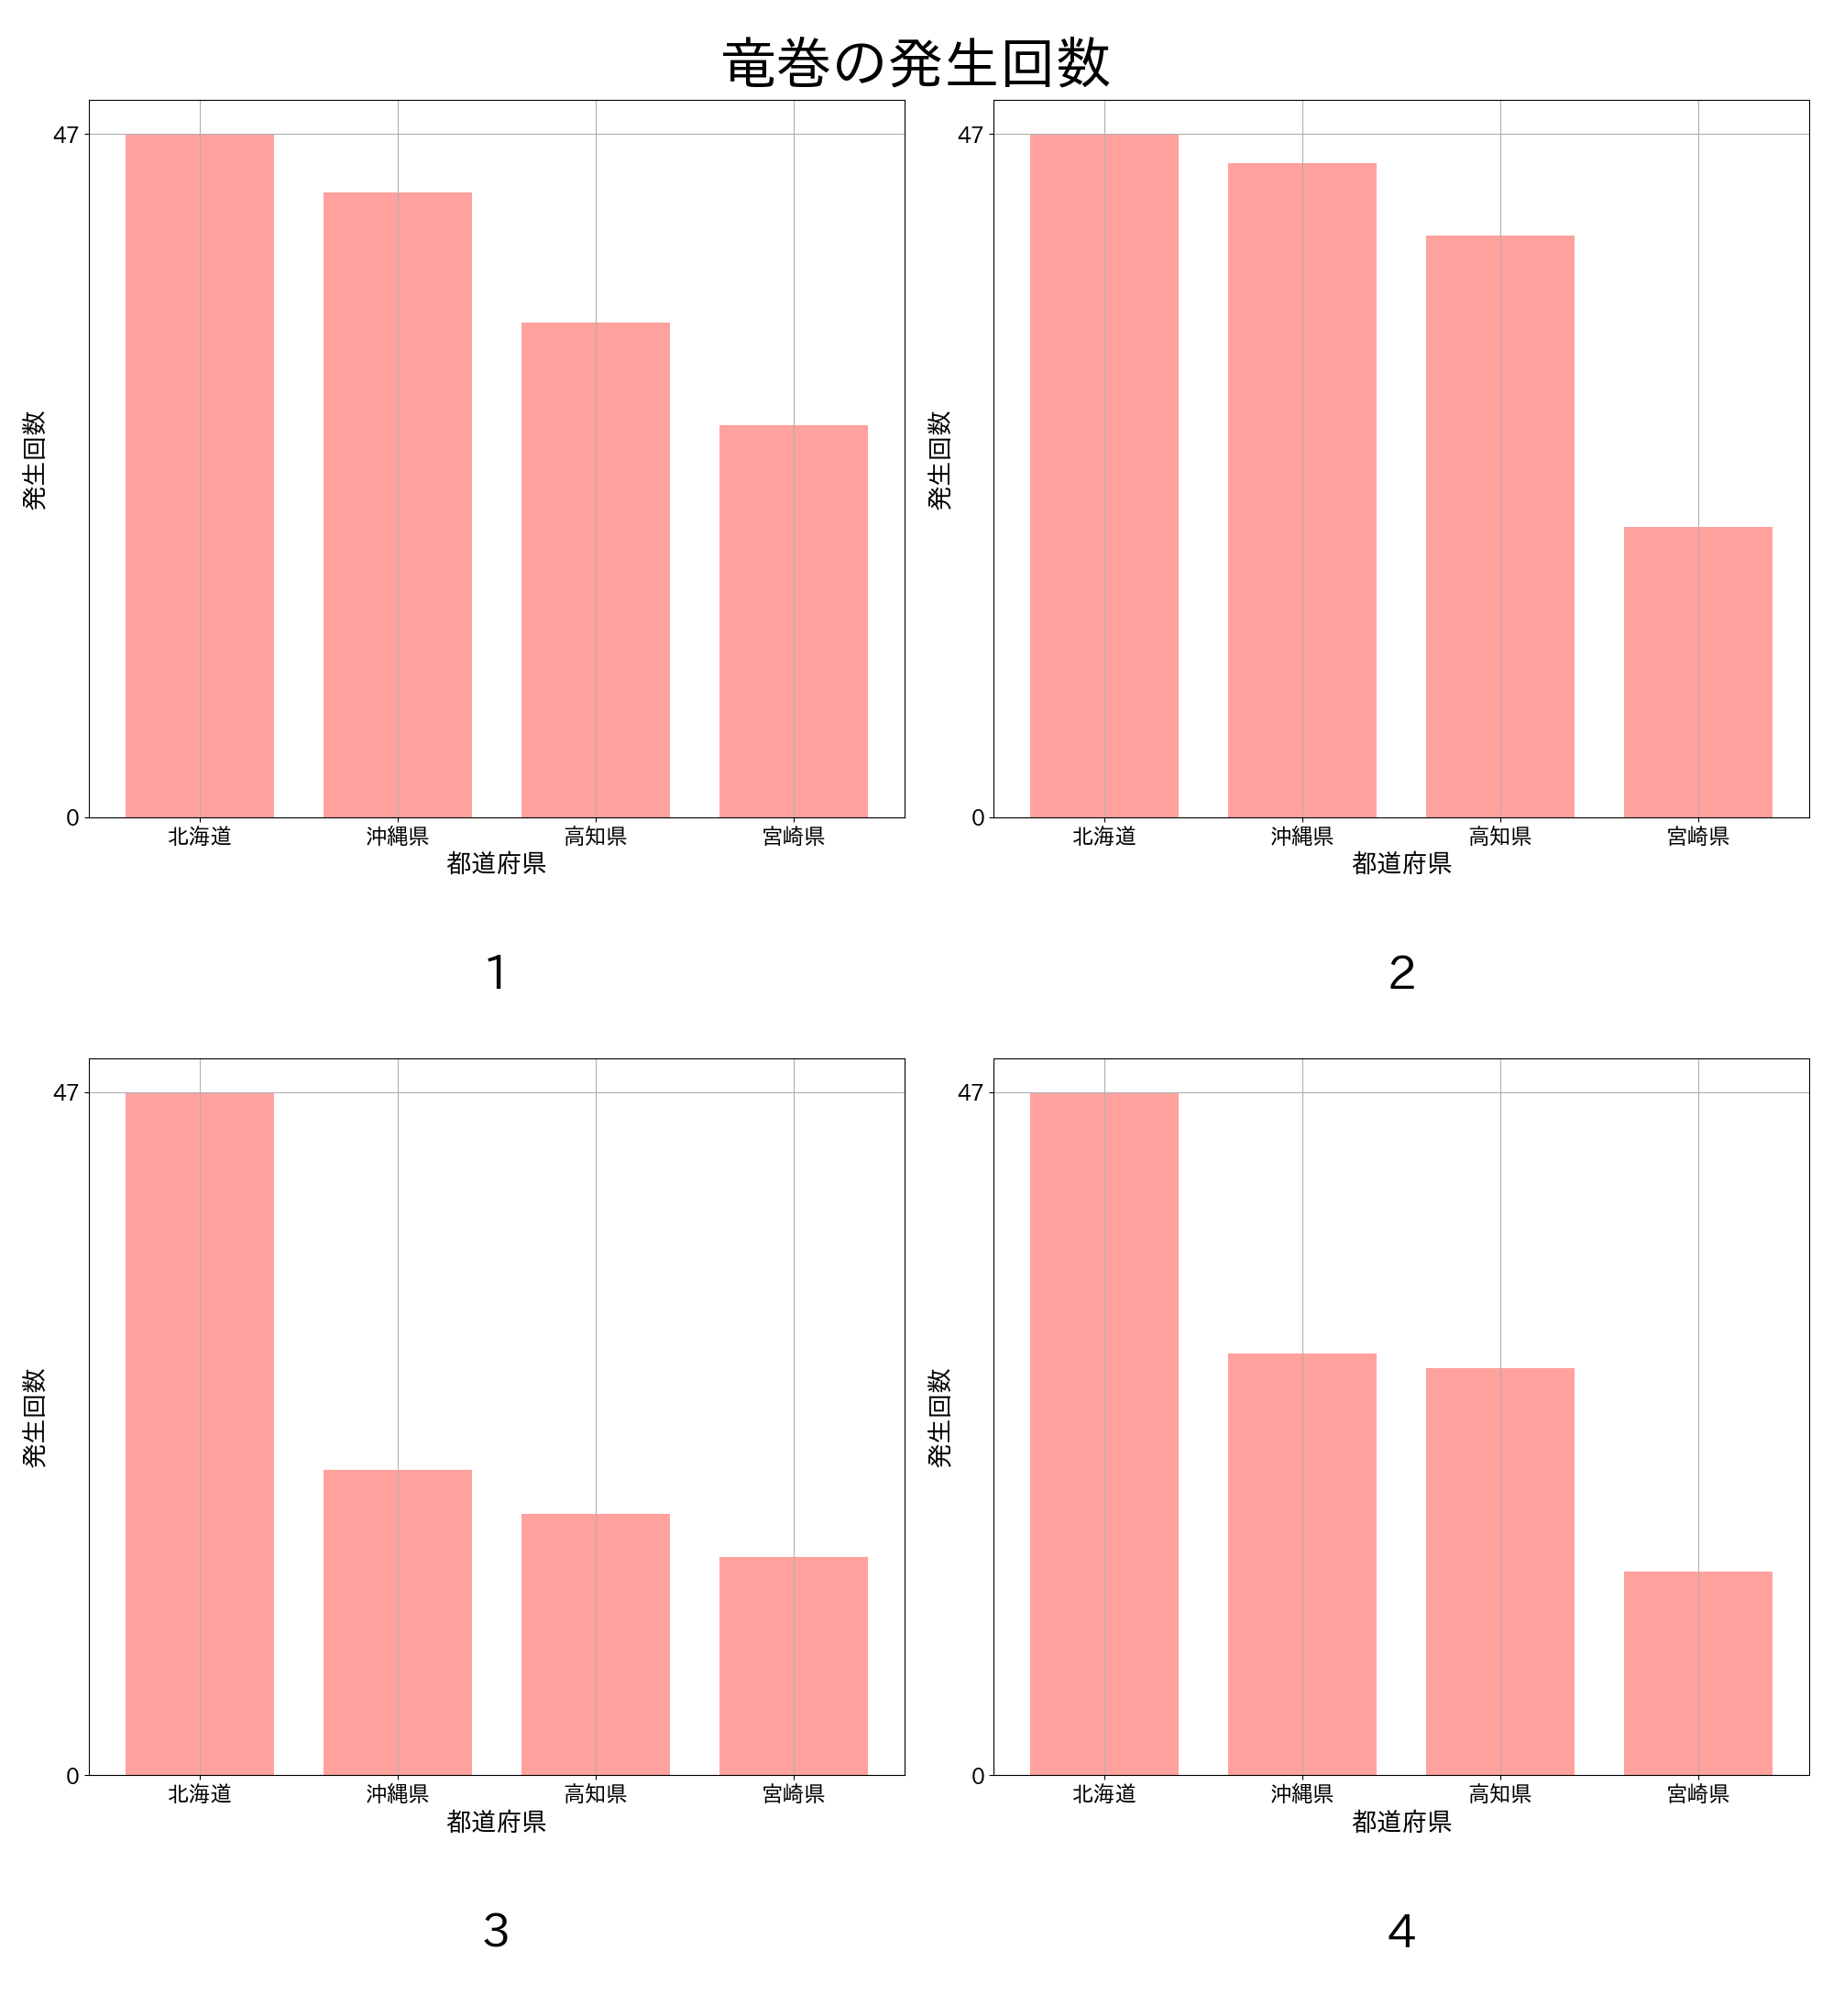 竜巻の発生回数
47
0
発生回数
北海道 沖縄県 高知県 宮崎県
都道府県
1
47
0
発生回数
北海道 沖縄県 高知県 宮崎県
都道府県
2
47
0
発生回数
北海道 沖縄県 高知県 宮崎県
都道府県
3
47
0
発生回数
北海道 沖縄県 高知県 宮崎県
都道府県
4